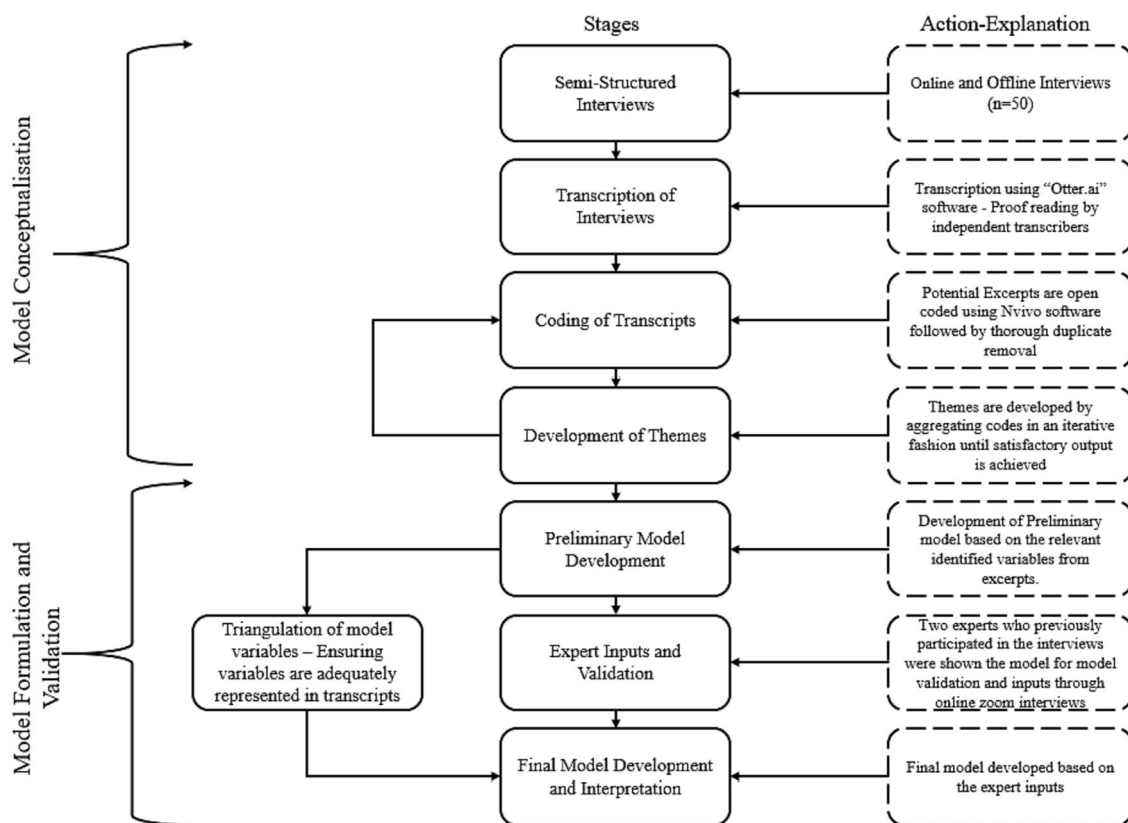 Stages
Action-Explanation
Model Conceptualisation
Semi-Structured
Interviews
Online and Offline Interviews
(n=50)
Transcription of
Interviews
Transcription using “Otter.ai”
software - Proof reading by
independent transcribers
Coding of Transcripts
Potential Excerpts are open
coded using Nvivo software
followed by thorough duplicate
removal
Development of Themes
Themes are developed by
aggregating codes in an iterative
fashion until satisfactory output
is achieved
Model Formulation and
Validation
Preliminary Model
Development
Development of Preliminary
model based on the relevant
identified variables from
excerpts.
Triangulation of model
variables – Ensuring
variables are adequately
represented in transcripts
Expert Inputs and
Validation
Two experts who previously
participated in the interviews
were shown the model for model
validation and inputs through
online zoom interviews
Final Model Development
and Interpretation
Final model developed based on
the expert inputs